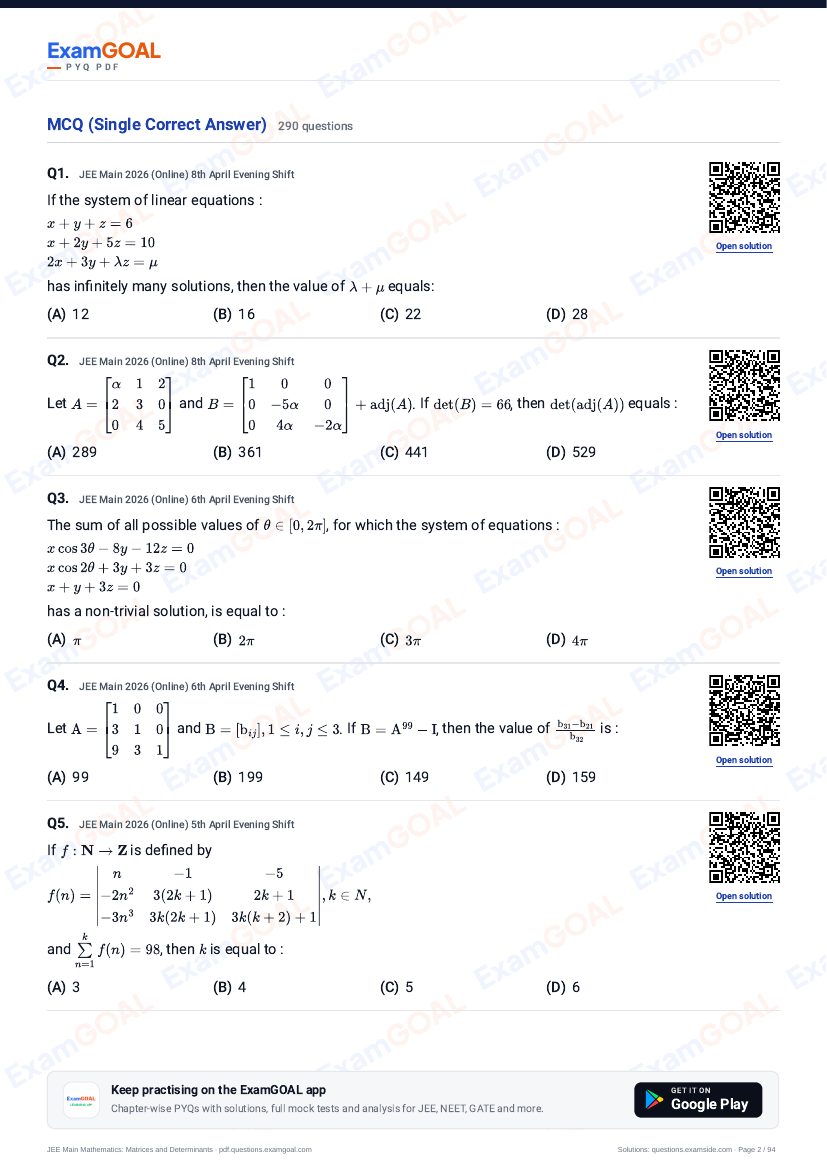 ExamGOAL
PYQ PDF
MCQ (Single Correct Answer) 290 questions
Q1. JEE Main 2026 (Online) 8th April Evening Shift
If the system of linear equations :
x + y + z = 6
x + 2y + 5z = 10
2x + 3y + λz = μ
has infinitely many solutions, then the value of λ + μ equals:
(A) 12 (B) 16 (C) 22 (D) 28
Open solution
Q2. JEE Main 2026 (Online) 8th April Evening Shift
Let A = [α 1 2; 2 3 0; 0 4 5] and B = [1 0 0; 0 −5α 0; 0 4α −2α] + adj(A). If det(B) = 66, then det(adj(A)) equals :
(A) 289 (B) 361 (C) 441 (D) 529
Open solution
Q3. JEE Main 2026 (Online) 6th April Evening Shift
The sum of all possible values of θ ∈ [0, 2π], for which the system of equations :
x cos 3θ − 8y − 12z = 0
x cos 2θ + 3y + 3z = 0
x + y + 3z = 0
has a non-trivial solution, is equal to :
(A) π (B) 2π (C) 3π (D) 4π
Open solution
Q4. JEE Main 2026 (Online) 6th April Evening Shift
Let A = [1 0 0; 3 1 0; 9 3 1] and B = [b_ij], 1 ≤ i, j ≤ 3. If B = A^99 − I, then the value of (b_31 − b_21)/b_32 is :
(A) 99 (B) 199 (C) 149 (D) 159
Open solution
Q5. JEE Main 2026 (Online) 5th April Evening Shift
If f : N → Z is defined by
f(n) = |n −1 −5; −2n² 3(2k + 1) 2k + 1; −3n³ 3k(2k + 1) 3k(k + 2) + 1|, k ∈ N,
and ∑_{n=1}^{k} f(n) = 98, then k is equal to :
(A) 3 (B) 4 (C) 5 (D) 6
Open solution
Keep practising on the ExamGOAL app
Chapter-wise PYQs with solutions, full mock tests and analysis for JEE, NEET, GATE and more.
GET IT ON
Google Play
JEE Main Mathematics: Matrices and Determinants · pdf.questions.examgoal.com
Solutions: questions.examside.com · Page 2 / 94